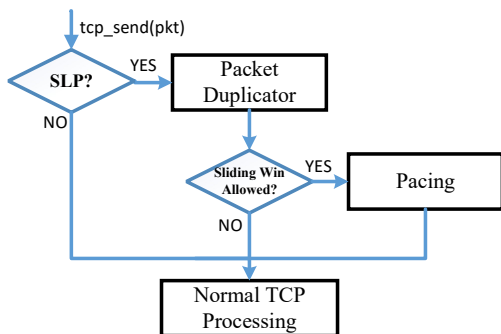 tcp_send(pkt)
SLP?
YES
Packet
Duplicator
NO
Sliding Win
Allowed?
YES
Pacing
NO
Normal TCP
Processing